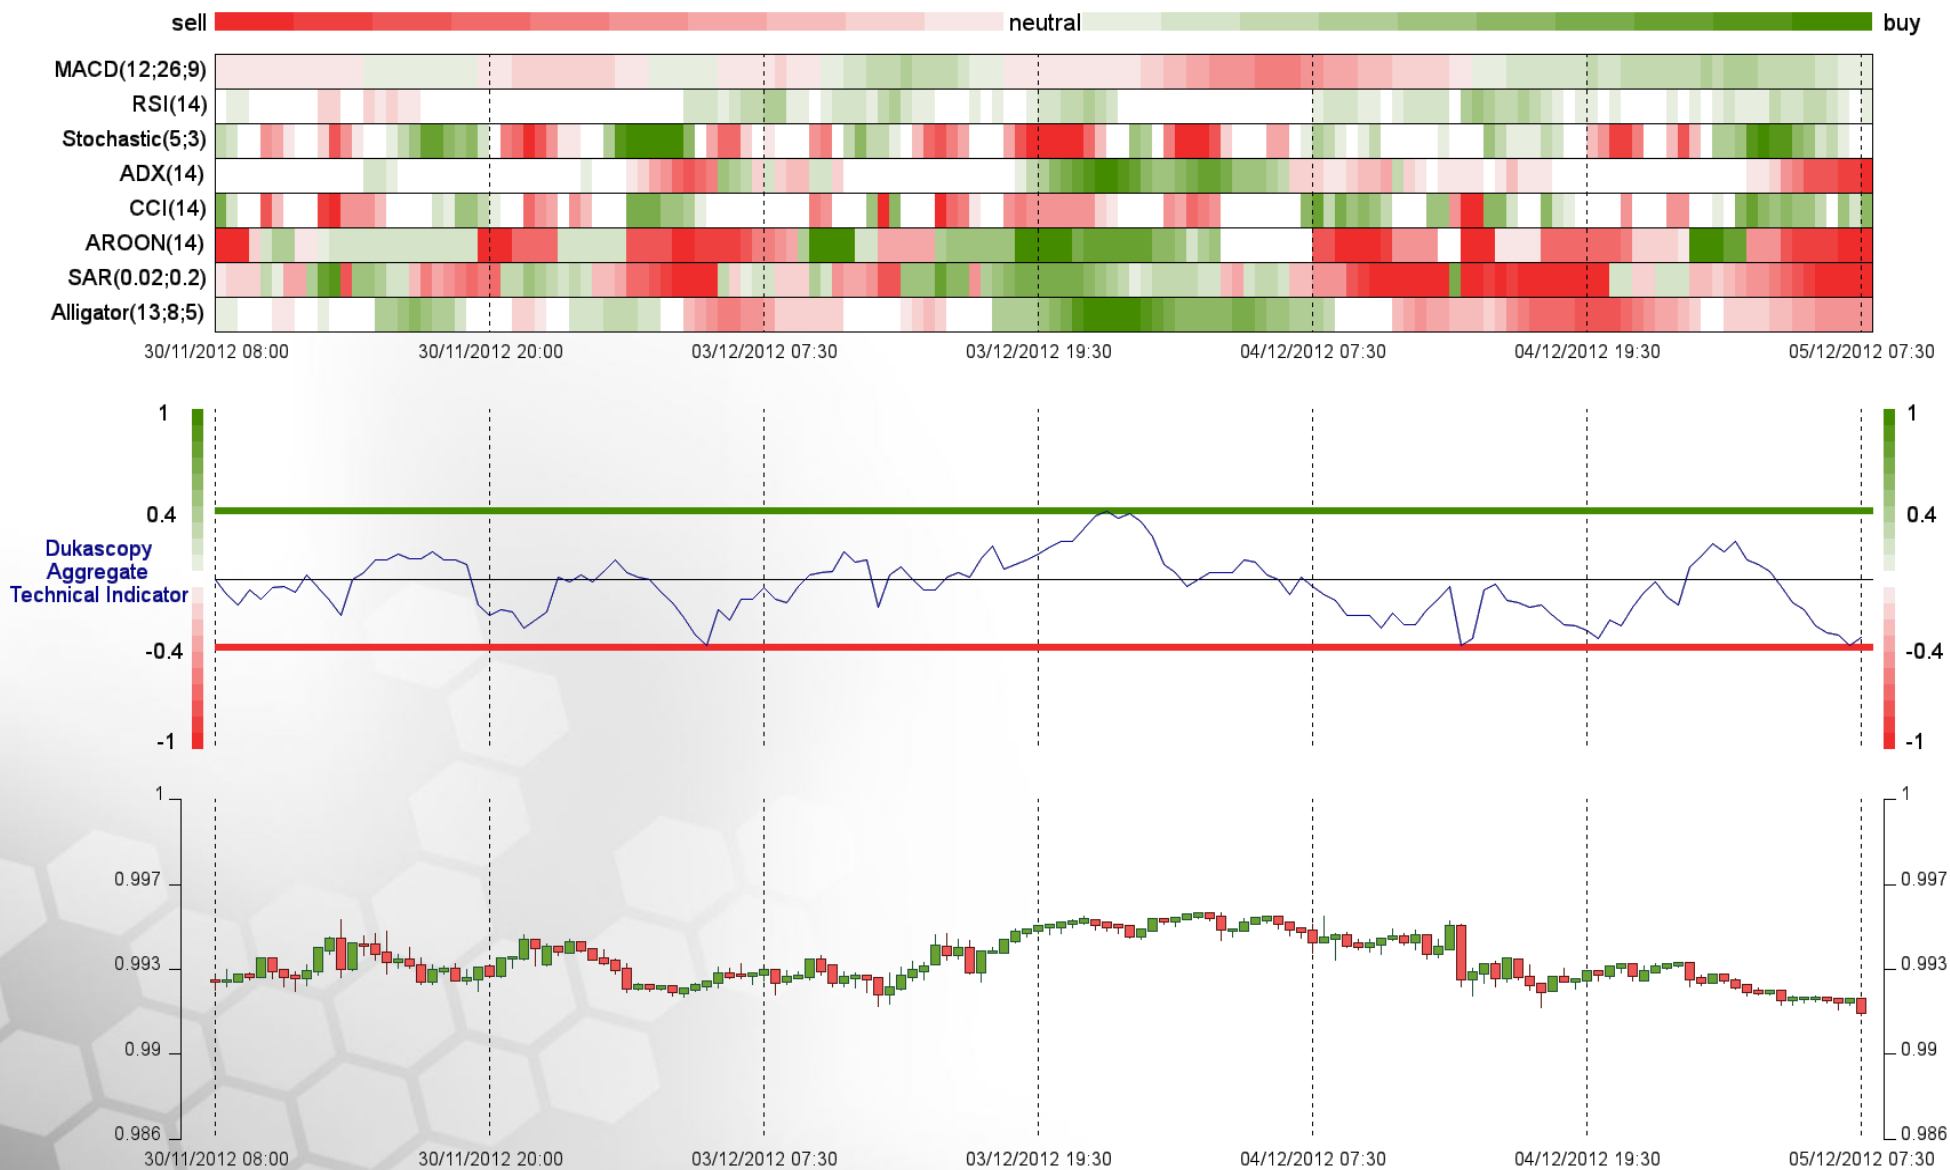 sell neutral buy
MACD(12;26;9)
RSI(14)
Stochastic(5;3)
ADX(14)
CCI(14)
AROON(14)
SAR(0.02;0.2)
Alligator(13;8;5)
30/11/2012 08:00 30/11/2012 20:00 03/12/2012 07:30 03/12/2012 19:30 04/12/2012 07:30 04/12/2012 19:30 05/12/2012 07:30
1 1
0.4 0.4
Dukascopy
Aggregate
Technical Indicator
-0.4 -0.4
-1 -1
1 1
0.997 0.997
0.993 0.993
0.99 0.99
0.986 0.986
30/11/2012 08:00 30/11/2012 20:00 03/12/2012 07:30 03/12/2012 19:30 04/12/2012 07:30 04/12/2012 19:30 05/12/2012 07:30